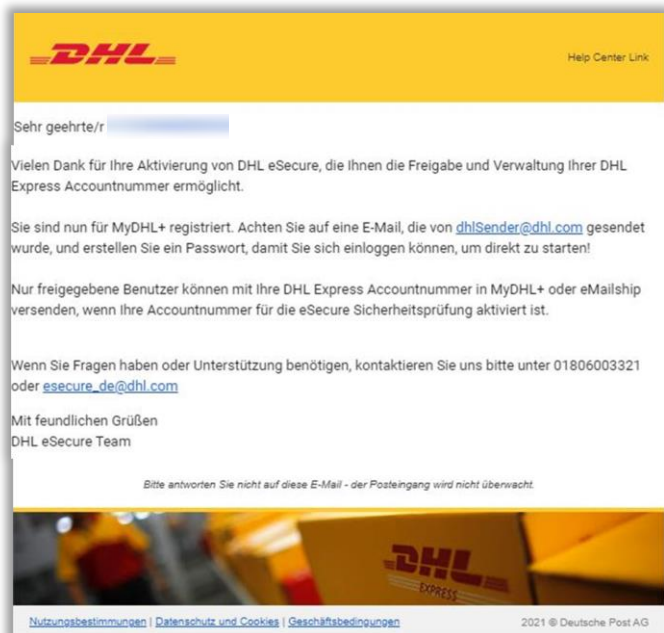 DHL
Help Center Link
Sehr geehrte/r
Vielen Dank für Ihre Aktivierung von DHL eSecure, die Ihnen die Freigabe und Verwaltung Ihrer DHL
Express Accountnummer ermöglicht.
Sie sind nun für MyDHL+ registriert. Achten Sie auf eine E-Mail, die von dhlSender@dhl.com gesendet
wurde, und erstellen Sie ein Passwort, damit Sie sich einloggen können, um direkt zu starten!
Nur freigegebene Benutzer können mit Ihre DHL Express Accountnummer in MyDHL+ oder eMailship
versenden, wenn Ihre Accountnummer für die eSecure Sicherheitsprüfung aktiviert ist.
Wenn Sie Fragen haben oder Unterstützung benötigen, kontaktieren Sie uns bitte unter 01806003321
oder esecure_de@dhl.com
Mit feundlichen Grüßen
DHL eSecure Team
Bitte antworten Sie nicht auf diese E-Mail - der Posteingang wird nicht überwacht.
DHL
EXPRESS
Nutzungsbestimmungen | Datenschutz und Cookies | Geschäftsbedingungen
2021 © Deutsche Post AG